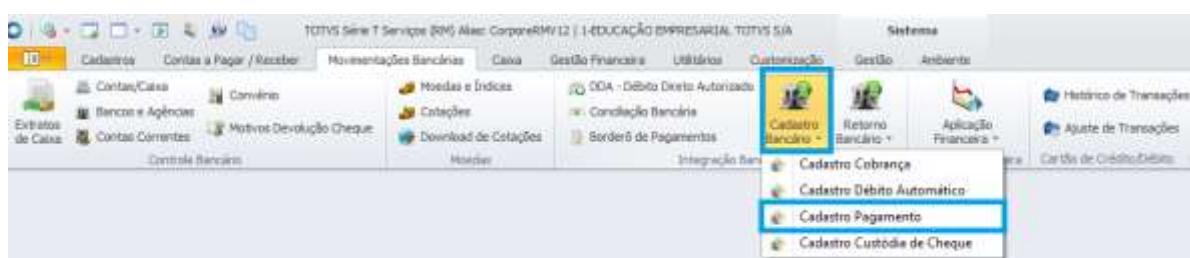 TOTVS Série T Serviços (RM) Alias: CorporeRMV12 | 1-EDUCAÇÃO EMPRESARIAL TOTVS S/A Sistema
Cadastros Contas a Pagar / Receber Movimentações Bancárias Caixa Gestão Financeira Utilitários Customização Gestão Ambiente
Contas/Caixa Convênio Moedas e Índices DDA - Débito Direto Autorizado Histórico de Transações
Bancos e Agências Cotações Conciliação Bancária
Extratos de Caixa Contas Correntes Motivos Devolução Cheque Download de Cotações Borderô de Pagamentos Cadastro Bancário Retorno Bancário Aplicação Financeira Ajuste de Transações
Controle Bancário Moedas Integração Ban Cartão de Crédito/Débito
Cadastro Cobrança
Cadastro Débito Automático
Cadastro Pagamento
Cadastro Custódia de Cheque